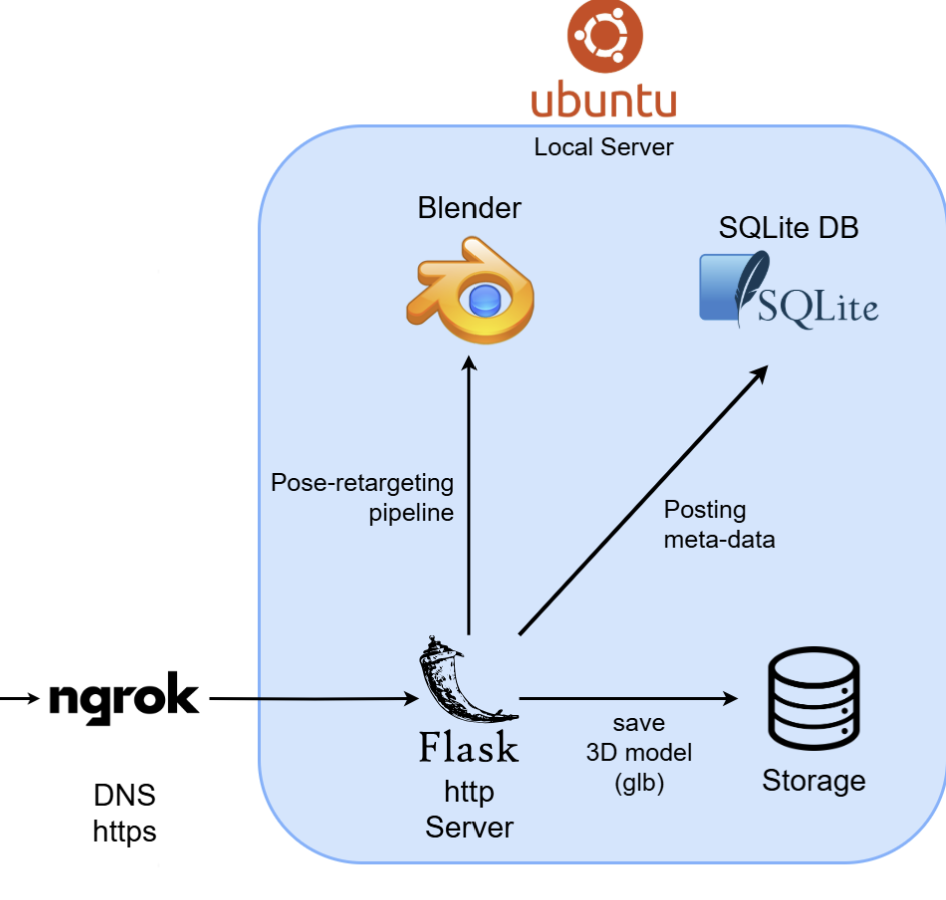 ubuntu
Local Server
Blender
SQLite DB
SQLite
Pose-retargeting
pipeline
Posting
meta-data
ngrok
DNS
https
Flask
http
Server
save
3D model
(glb)
Storage